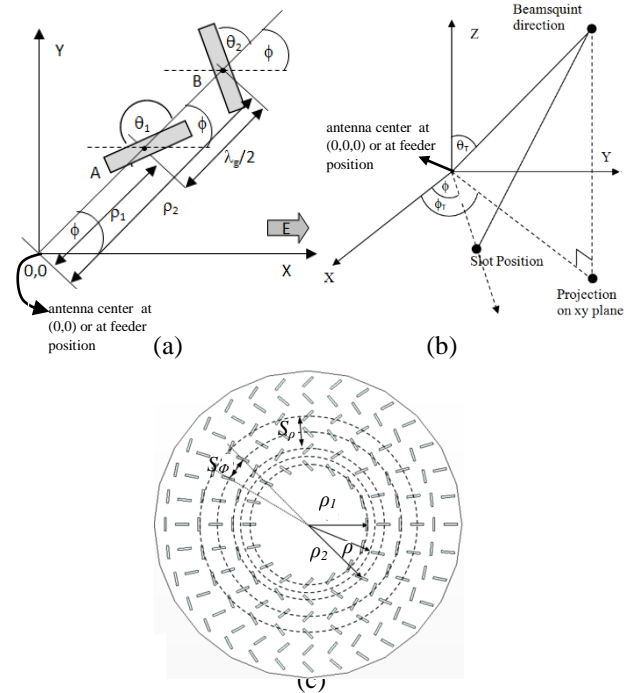 Y
θ2
ϕ
B
θ1
ϕ
A
λg/2
ρ1
ρ2
ϕ
E
0,0
X
antenna center at
(0,0) or at feeder
position
(a)
Beamsquint
direction
Z
antenna center at
(0,0,0) or at feeder
position
θT
Y
ϕ
ϕT
Slot Position
X
Projection
on xy plane
(b)
Sρ
SΦ
ρ1
ρ
ρ2
(c)